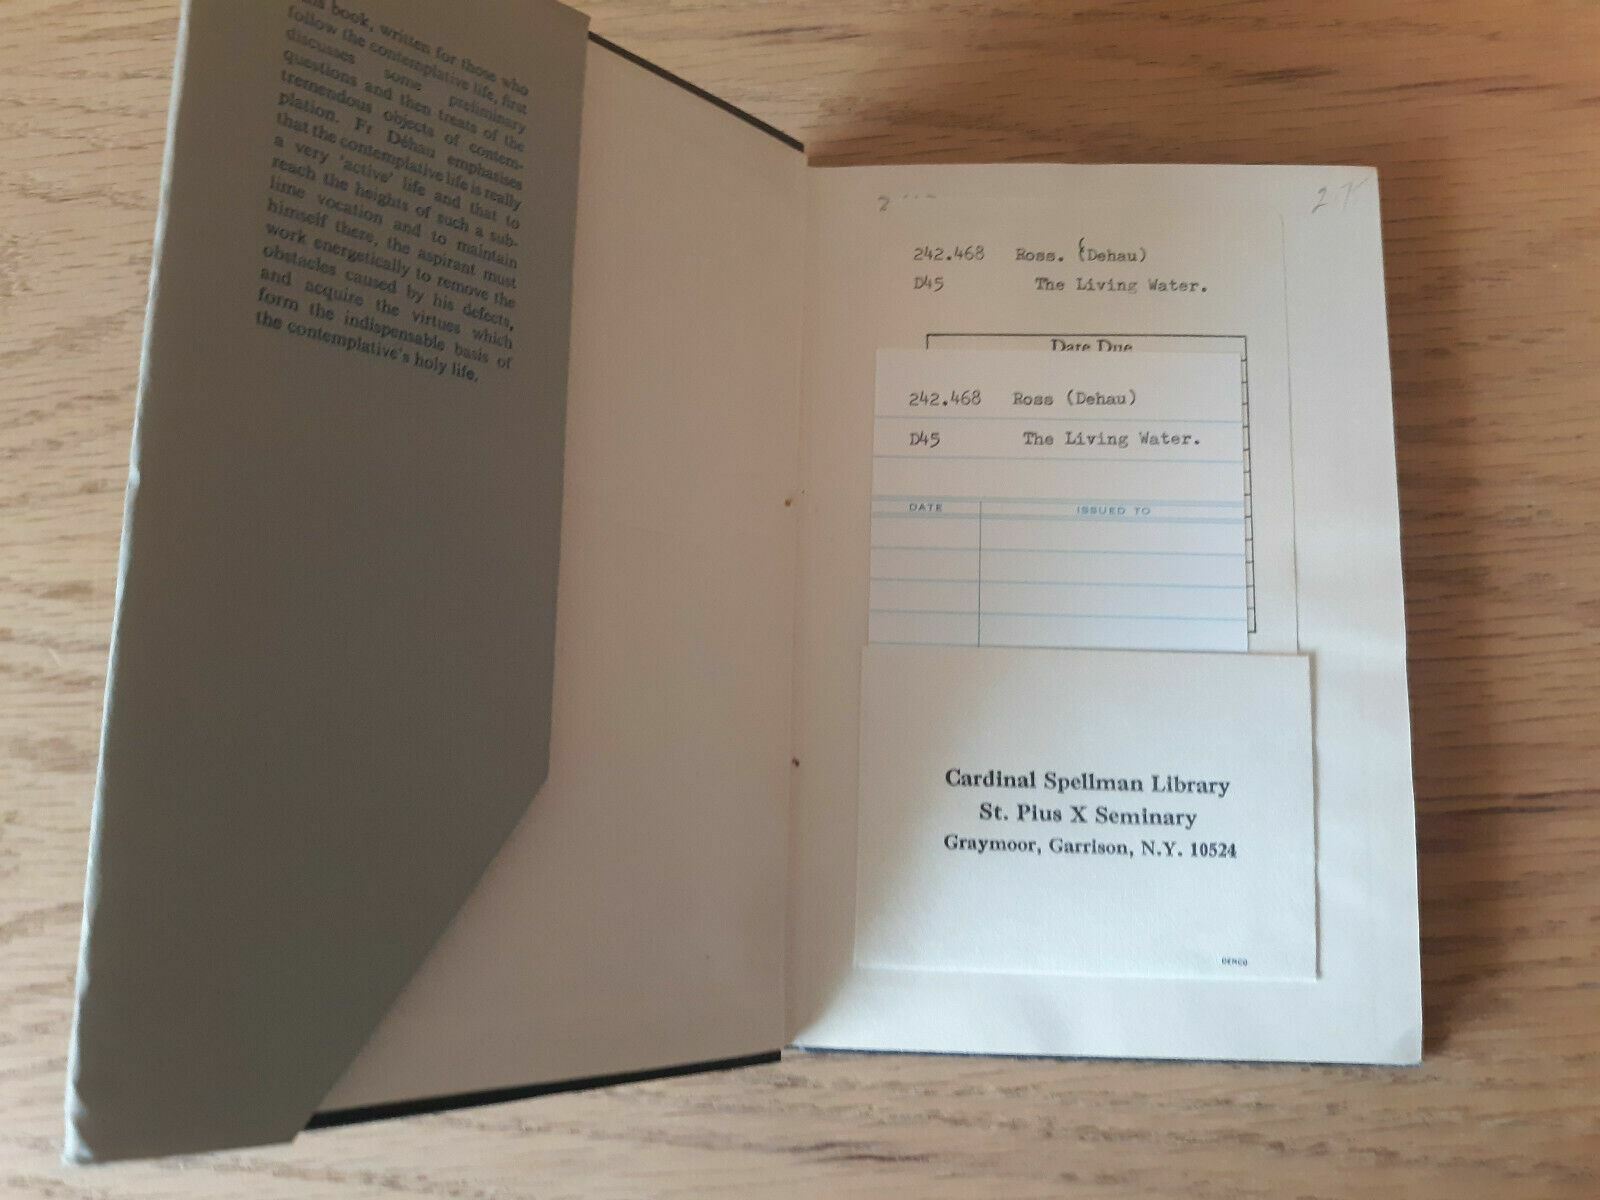 this book, written for those who
follow the contemplative life, first
discusses some preliminary
questions and then treats of the
tremendous objects of contem-
plation. Fr Déhau emphasises
that the contemplative life is really
a very 'active' life and that to
reach the heights of such a sub-
lime vocation and to maintain
himself there, the aspirant must
work energetically to remove the
obstacles caused by his defects,
and acquire the virtues which
form the indispensable basis of
the contemplative's holy life.
242.468 Ross. (Dehau)
D45 The Living Water.
Date Due
242.468 Ross (Dehau)
D45 The Living Water.
DATE ISSUED TO
Cardinal Spellman Library
St. Pius X Seminary
Graymoor, Garrison, N.Y. 10524
DEMCO